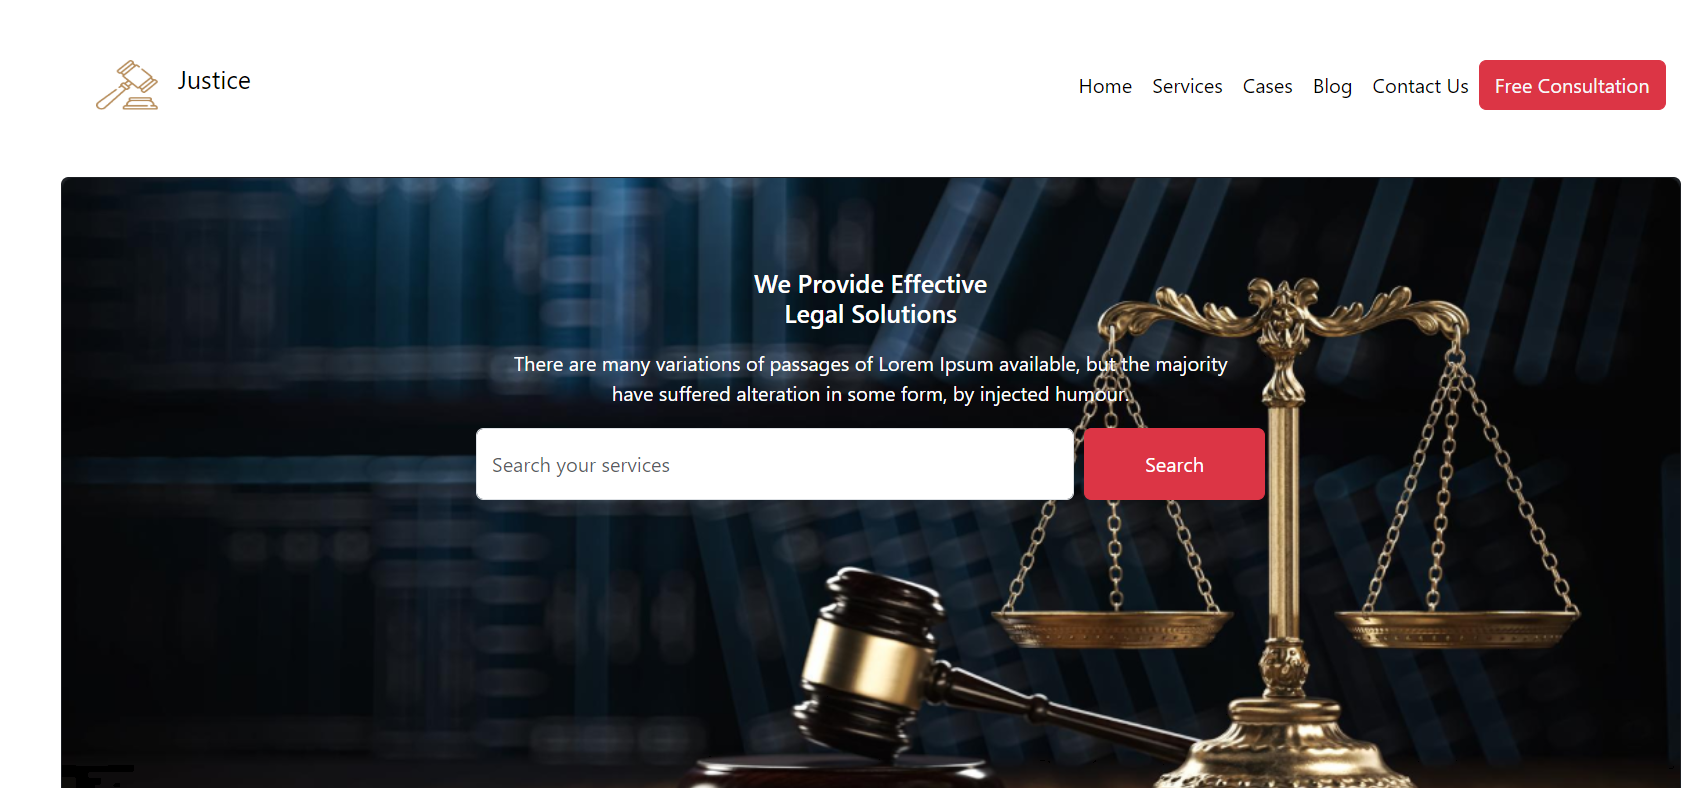 Justice
Home Services Cases Blog Contact Us Free Consultation
We Provide Effective
Legal Solutions
There are many variations of passages of Lorem Ipsum available, but the majority
have suffered alteration in some form, by injected humour.
Search your services Search